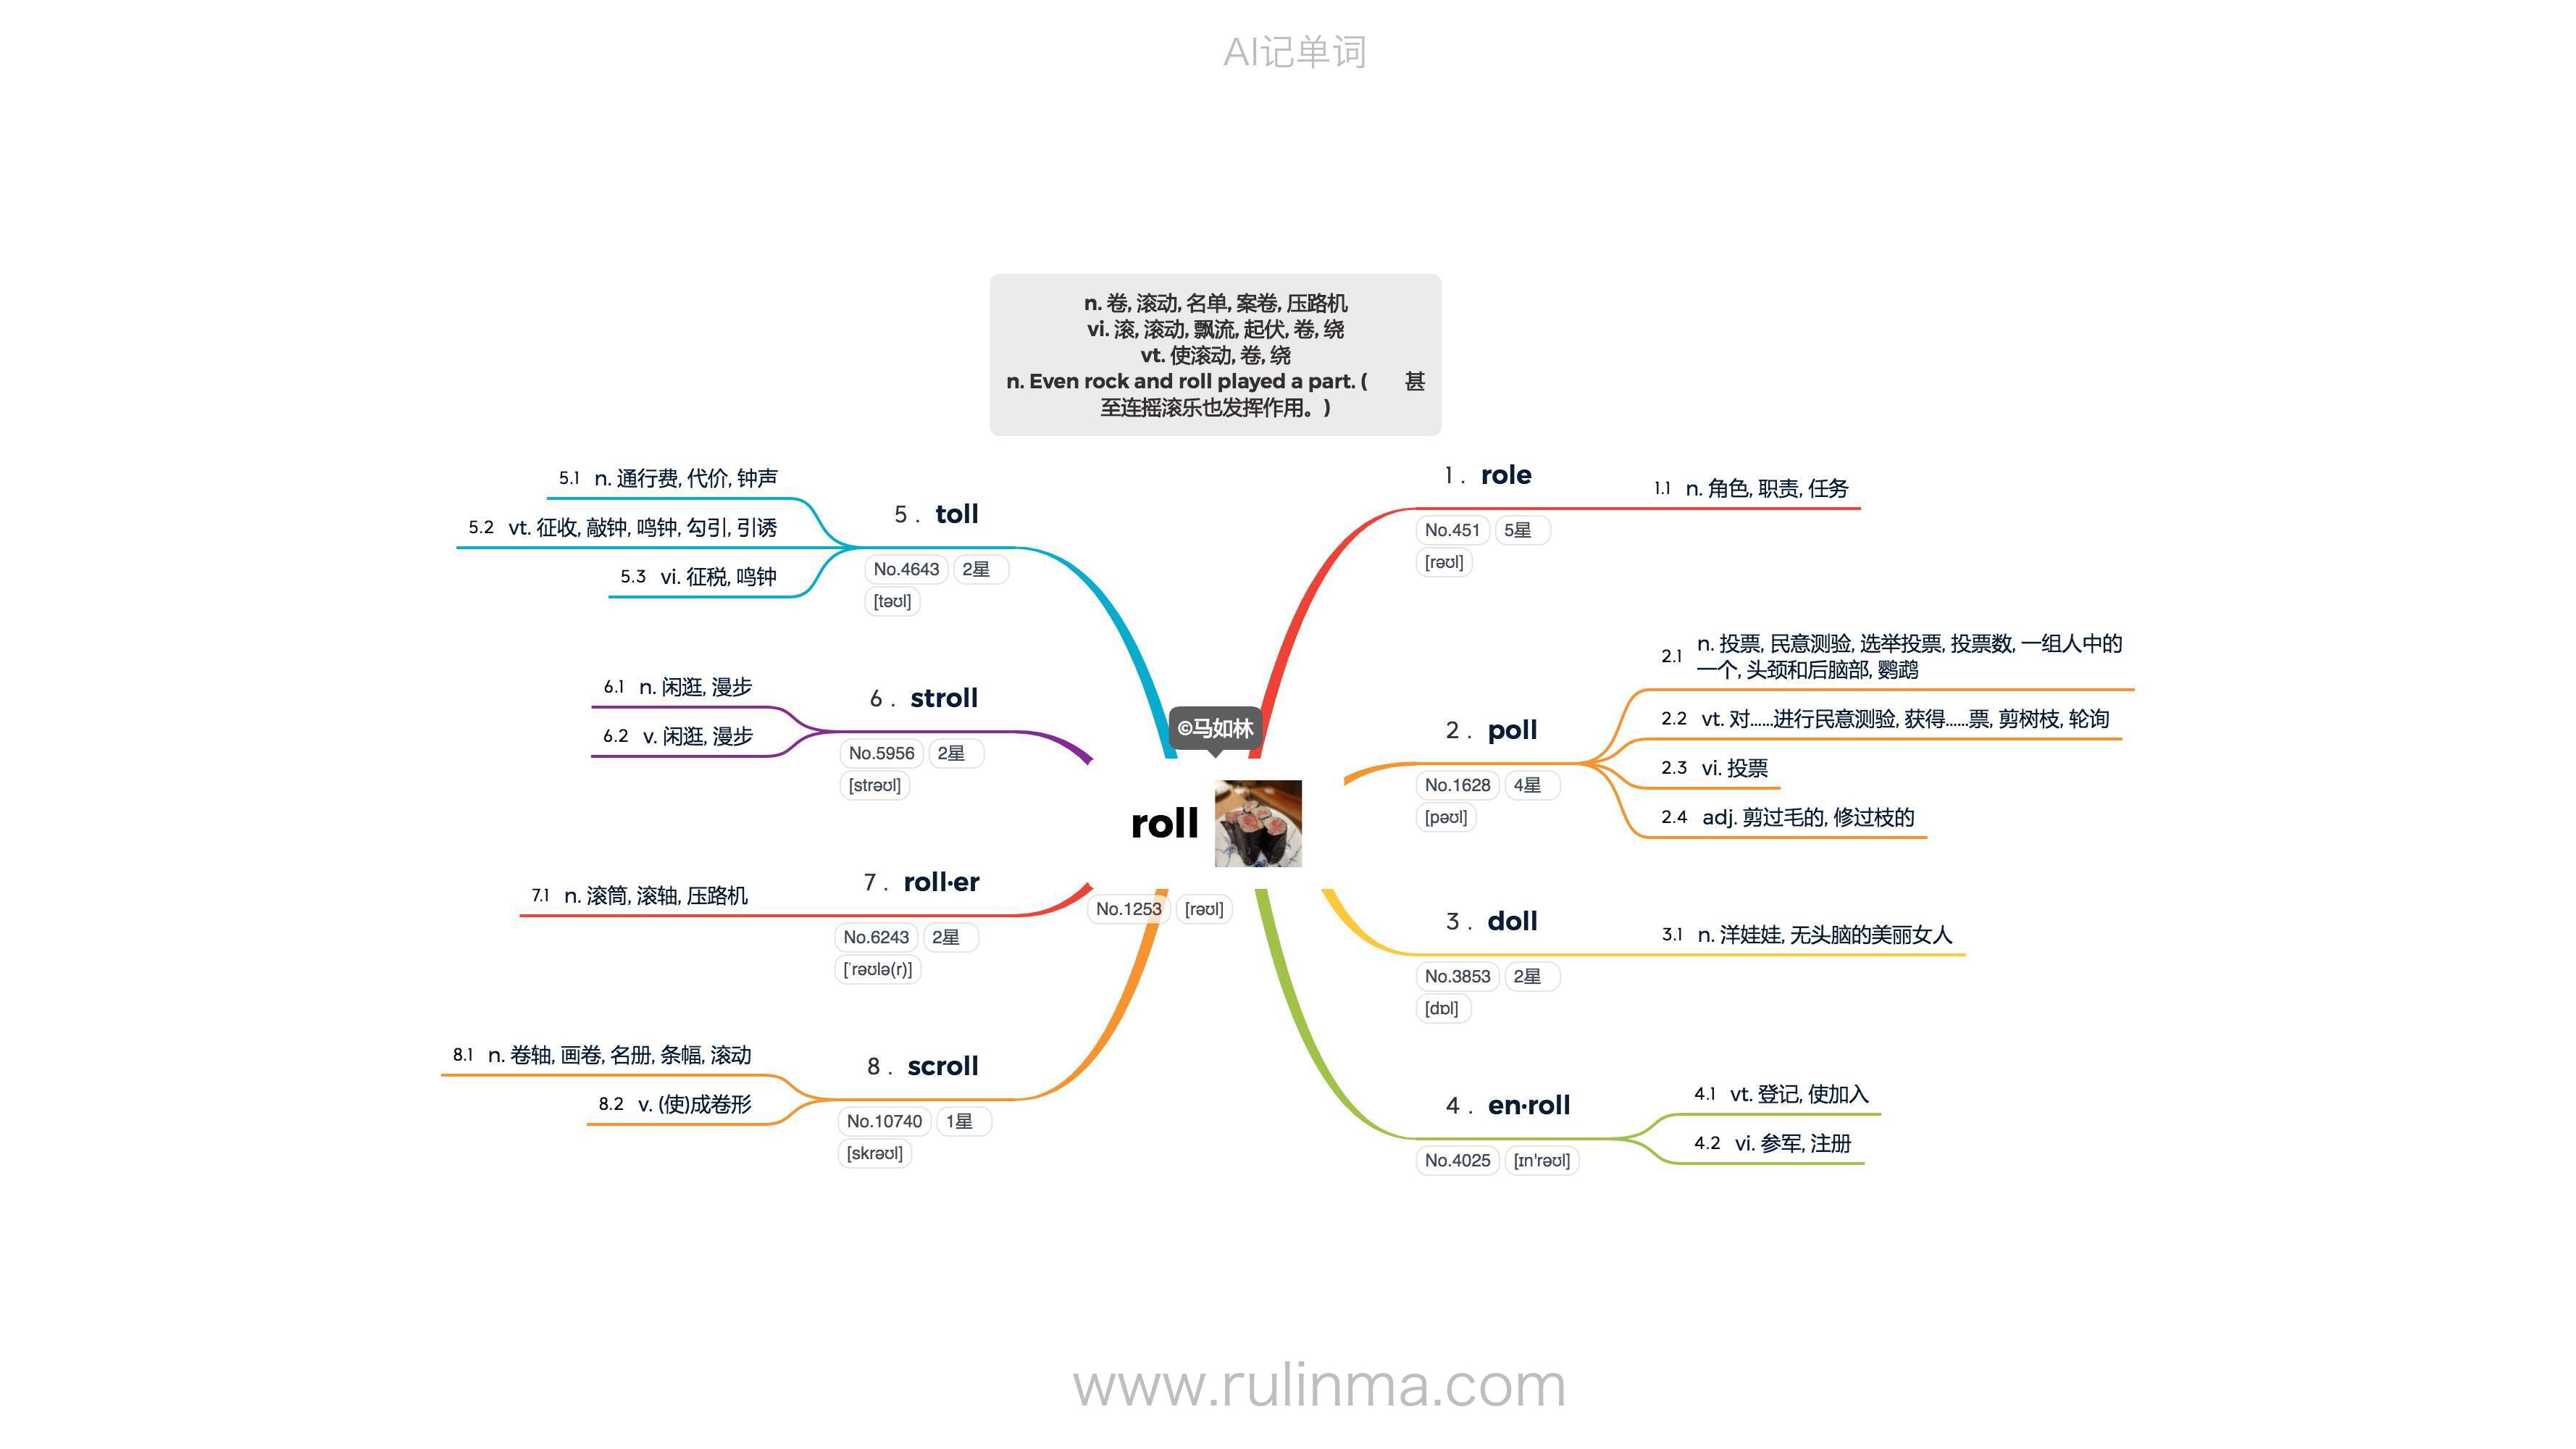 AI记单词
n. 卷, 滚动, 名单, 案卷, 压路机
vi. 滚, 滚动, 飘流, 起伏, 卷, 绕
vt. 使滚动, 卷, 绕
n. Even rock and roll played a part. ( 甚
至连摇滚乐也发挥作用。)
©马如林
roll
No.1253 [rəʊl]
1 . role
No.451 5星
[rəʊl]
1.1 n. 角色, 职责, 任务
2 . poll
No.1628 4星
[pəʊl]
2.1 n. 投票, 民意测验, 选举投票, 投票数, 一组人中的
一个, 头颈和后脑部, 鹦鹉
2.2 vt. 对......进行民意测验, 获得......票, 剪树枝, 轮询
2.3 vi. 投票
2.4 adj. 剪过毛的, 修过枝的
3 . doll
No.3853 2星
[dɒl]
3.1 n. 洋娃娃, 无头脑的美丽女人
4 . en·roll
No.4025 [ɪn'rəʊl]
4.1 vt. 登记, 使加入
4.2 vi. 参军, 注册
5 . toll
No.4643 2星
[təʊl]
5.1 n. 通行费, 代价, 钟声
5.2 vt. 征收, 敲钟, 鸣钟, 勾引, 引诱
5.3 vi. 征税, 鸣钟
6 . stroll
No.5956 2星
[strəʊl]
6.1 n. 闲逛, 漫步
6.2 v. 闲逛, 漫步
7 . roll·er
No.6243 2星
[ˈrəʊlə(r)]
7.1 n. 滚筒, 滚轴, 压路机
8 . scroll
No.10740 1星
[skrəʊl]
8.1 n. 卷轴, 画卷, 名册, 条幅, 滚动
8.2 v. (使)成卷形
www.rulinma.com